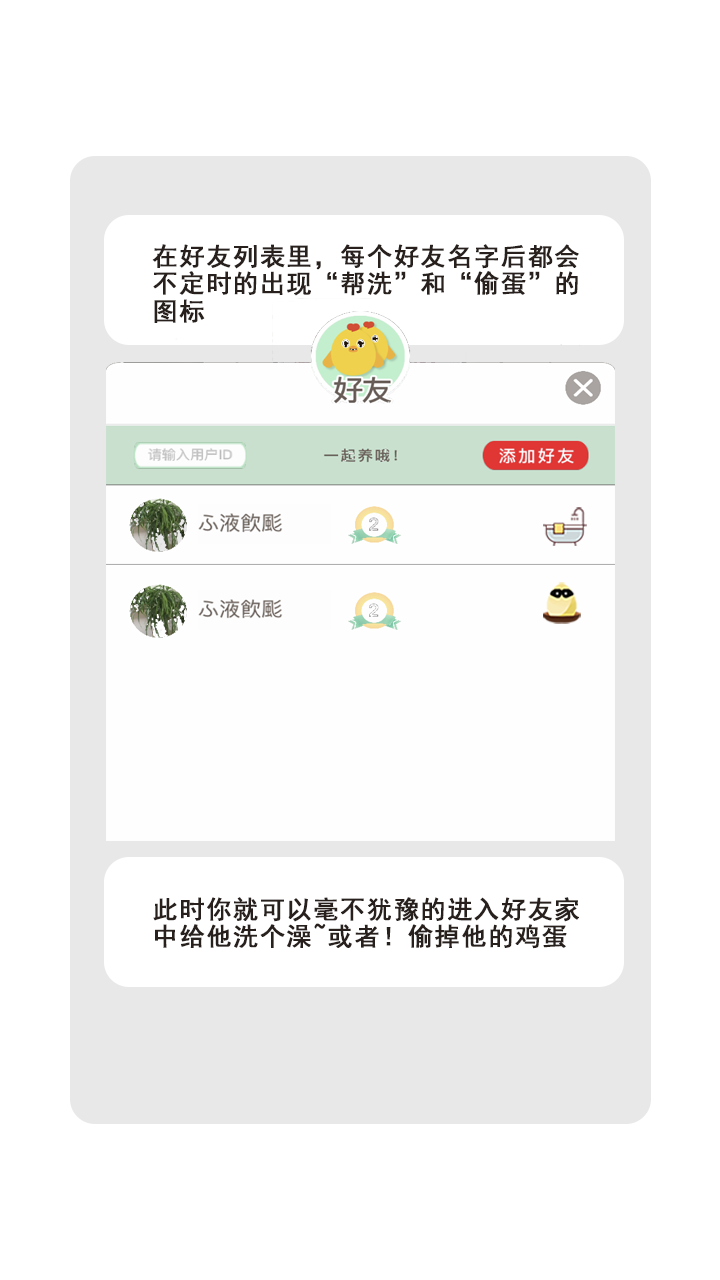 在好友列表里，每个好友名字后都会
不定时的出现“帮洗”和“偷蛋”的
图标
好友
请输入用户ID
一起养哦!
添加好友
ふ液飲彪
2
ふ液飲彪
2
此时你就可以毫不犹豫的进入好友家
中给他洗个澡~或者！偷掉他的鸡蛋